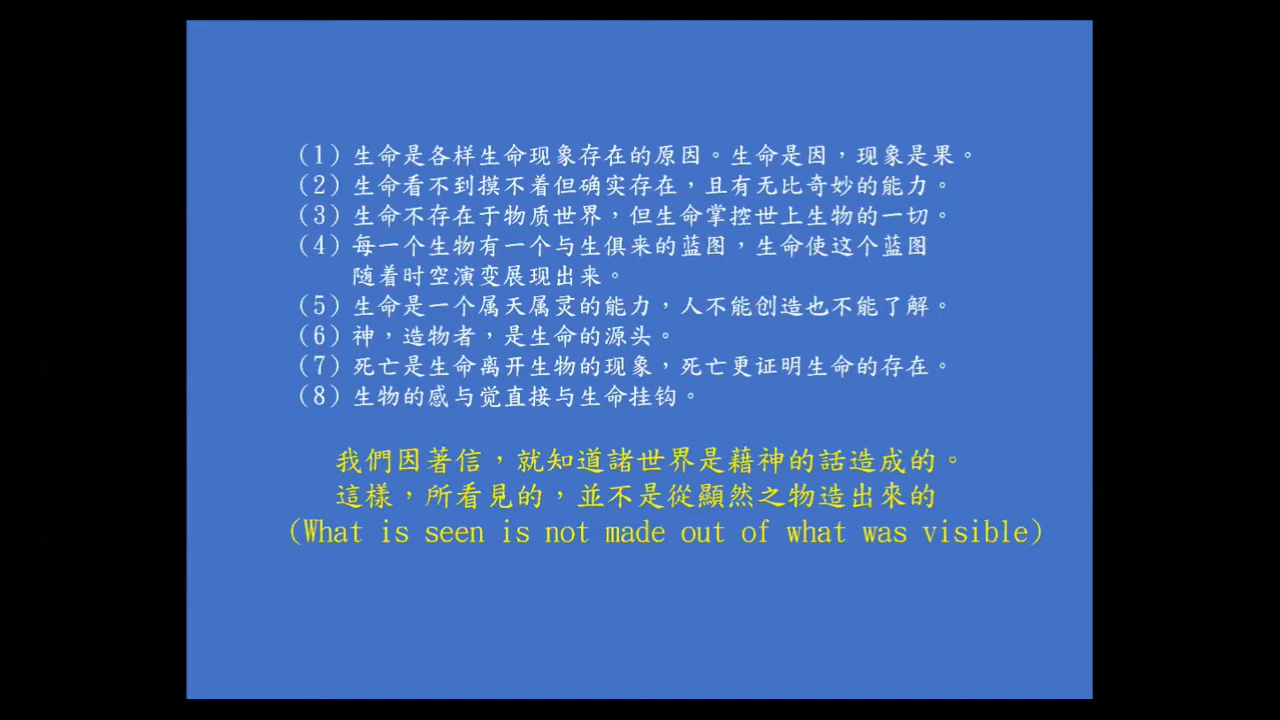 (1) 生命是各样生命现象存在的原因。生命是因，现象是果。
(2) 生命看不到摸不着但确实存在，且有无比奇妙的能力。
(3) 生命不存在于物质世界，但生命掌控世上生物的一切。
(4) 每一个生物有一个与生俱来的蓝图，生命使这个蓝图
随着时空演变展现出来。
(5) 生命是一个属天属灵的能力，人不能创造也不能了解。
(6) 神，造物者，是生命的源头。
(7) 死亡是生命离开生物的现象，死亡更证明生命的存在。
(8) 生物的感与觉直接与生命挂钩。
我們因著信，就知道諸世界是藉神的話造成的。
這樣，所看見的，並不是從顯然之物造出來的
(What is seen is not made out of what was visible)